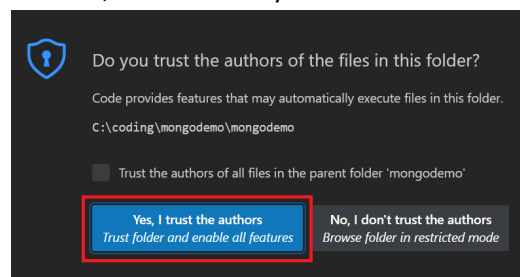 Do you trust the authors of the files in this folder?
Code provides features that may automatically execute files in this folder.
C:\coding\mongodemo\mongodemo
Trust the authors of all files in the parent folder 'mongodemo'
Yes, I trust the authors
Trust folder and enable all features
No, I don't trust the authors
Browse folder in restricted mode